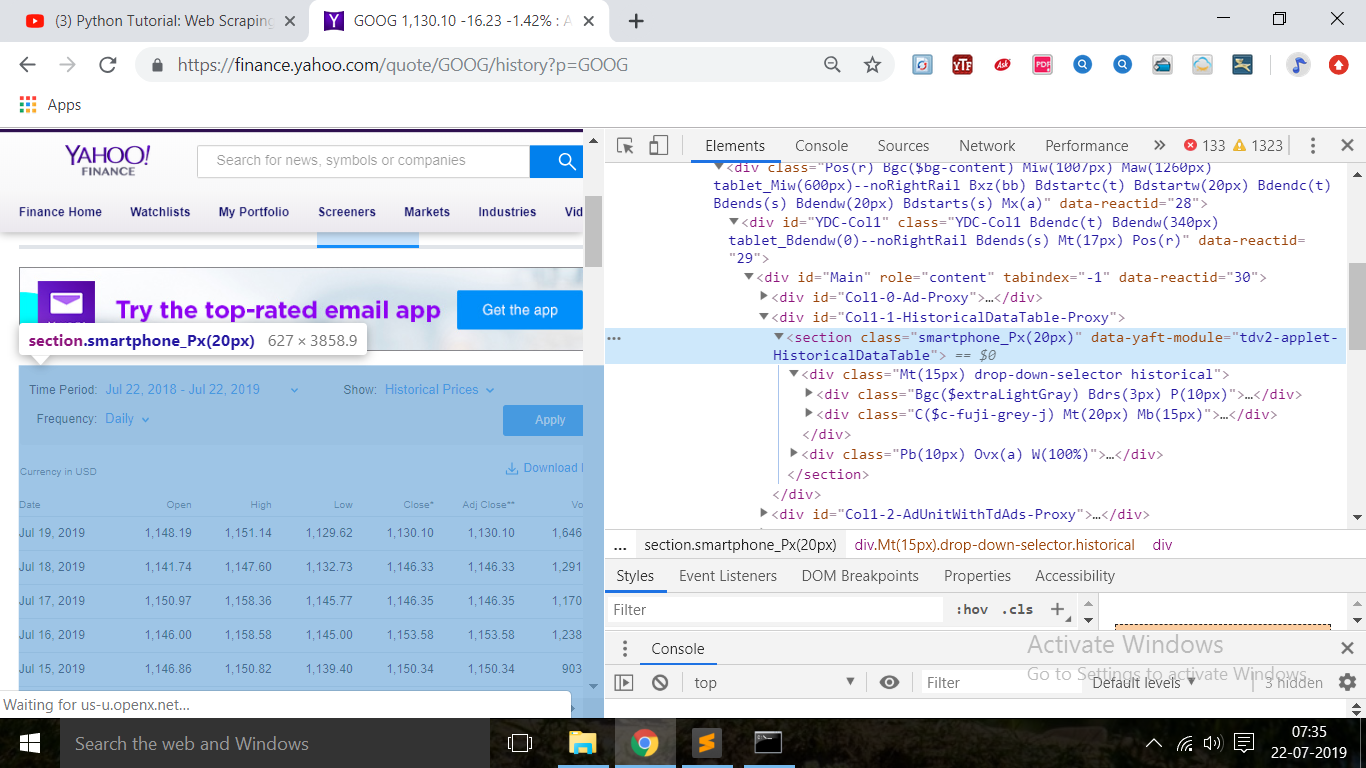 (3) Python Tutorial: Web Scraping
GOOG 1,130.10 -16.23 -1.42% : A
https://finance.yahoo.com/quote/GOOG/history?p=GOOG
YTF
Ask
PDF
Apps
YAHOO!
FINANCE
Search for news, symbols or companies
Finance Home Watchlists My Portfolio Screeners Markets Industries Vid
Try the top-rated email app
Get the app
section.smartphone_Px(20px) 627 × 3858.9
Time Period: Jul 22, 2018 - Jul 22, 2019 Show: Historical Prices
Frequency: Daily
Apply
Currency in USD
Download
Date Open High Low Close* Adj Close** Vo
Jul 19, 2019 1,148.19 1,151.14 1,129.62 1,130.10 1,130.10 1,646
Jul 18, 2019 1,141.74 1,147.60 1,132.73 1,146.33 1,146.33 1,291
Jul 17, 2019 1,150.97 1,158.36 1,145.77 1,146.35 1,146.35 1,170
Jul 16, 2019 1,146.00 1,158.58 1,145.00 1,153.58 1,153.58 1,238
Jul 15, 2019 1,146.86 1,150.82 1,139.40 1,150.34 1,150.34 903
Waiting for us-u.openx.net...
Elements Console Sources Network Performance » 133 1323
<div class="Pos(r) Bgc($bg-content) Miw(1007px) Maw(1260px)
tablet_Miw(600px)--noRightRail Bxz(bb) Bdstartc(t) Bdstartw(20px) Bdendc(t)
Bdends(s) Bdendw(20px) Bdstarts(s) Mx(a)" data-reactid="28">
<div id="YDC-Col1" class="YDC-Col1 Bdendc(t) Bdendw(340px)
tablet_Bdendw(0)--noRightRail Bdends(s) Mt(17px) Pos(r)" data-reactid=
"29">
<div id="Main" role="content" tabindex="-1" data-reactid="30">
<div id="Col1-0-Ad-Proxy">…</div>
<div id="Col1-1-HistoricalDataTable-Proxy">
<section class="smartphone_Px(20px)" data-yaft-module="tdv2-applet-
HistoricalDataTable"> == $0
<div class="Mt(15px) drop-down-selector historical">
<div class="Bgc($extraLightGray) Bdrs(3px) P(10px)">…</div>
<div class="C($c-fuji-grey-j) Mt(20px) Mb(15px)">…</div>
</div>
<div class="Pb(10px) Ovx(a) W(100%)">…</div>
</section>
</div>
<div id="Col1-2-AdUnitWithTdAds-Proxy">…</div>
... section.smartphone_Px(20px) div.Mt(15px).drop-down-selector.historical div
Styles Event Listeners DOM Breakpoints Properties Accessibility
Filter :hov .cls +
Console
top Filter Default levels 3 hidden
Activate Windows
Go to Settings to activate Windows.
Search the web and Windows
07:35
22-07-2019